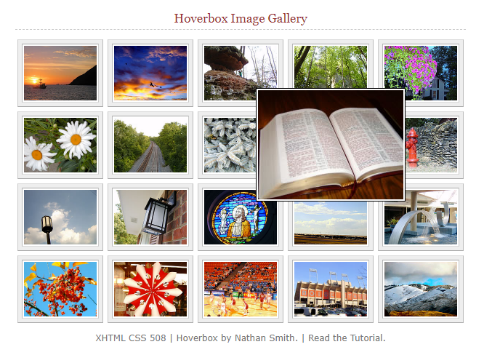 Hoverbox Image Gallery
XHTML CSS 508 | Hoverbox by Nathan Smith. | Read the Tutorial.